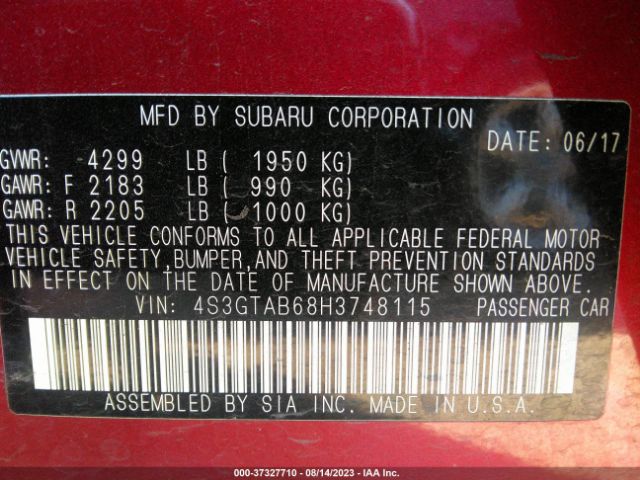 MFD BY SUBARU CORPORATION
DATE: 06/17
GVWR: 4299 LB ( 1950 KG)
GAWR: F 2183 LB ( 990 KG)
GAWR: R 2205 LB ( 1000 KG)
THIS VEHICLE CONFORMS TO ALL APPLICABLE FEDERAL MOTOR
VEHICLE SAFETY,BUMPER,AND THEFT PREVENTION STANDARDS
IN EFFECT ON THE DATE OF MANUFACTURE SHOWN ABOVE.
VIN: 4S3GTAB68H3748115 PASSENGER CAR
ASSEMBLED BY SIA INC. MADE IN U.S.A.
000-37327710 - 08/14/2023 - IAA Inc.